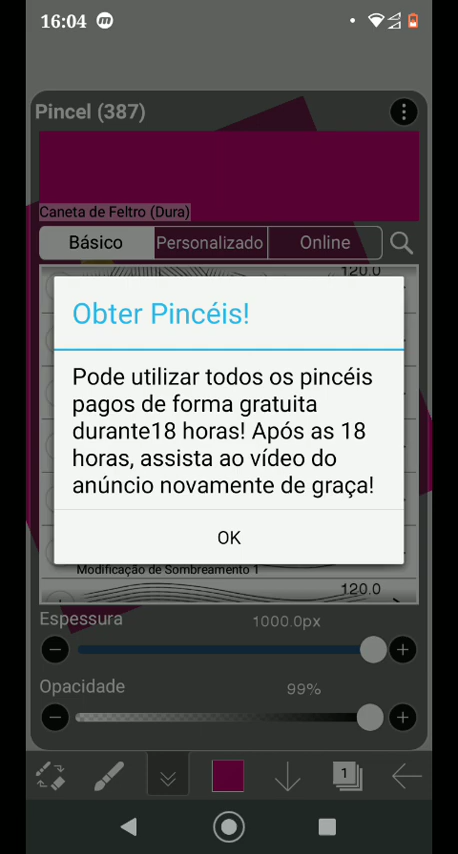 16:04
Pincel (387)
Caneta de Feltro (Dura)
Básico
Personalizado
Online
120.0
Obter Pincéis!
Pode utilizar todos os pincéis
pagos de forma gratuita
durante18 horas! Após as 18
horas, assista ao vídeo do
anúncio novamente de graça!
OK
Modificação de Sombreamento 1
120.0
Espessura
1000.0px
Opacidade
99%
1